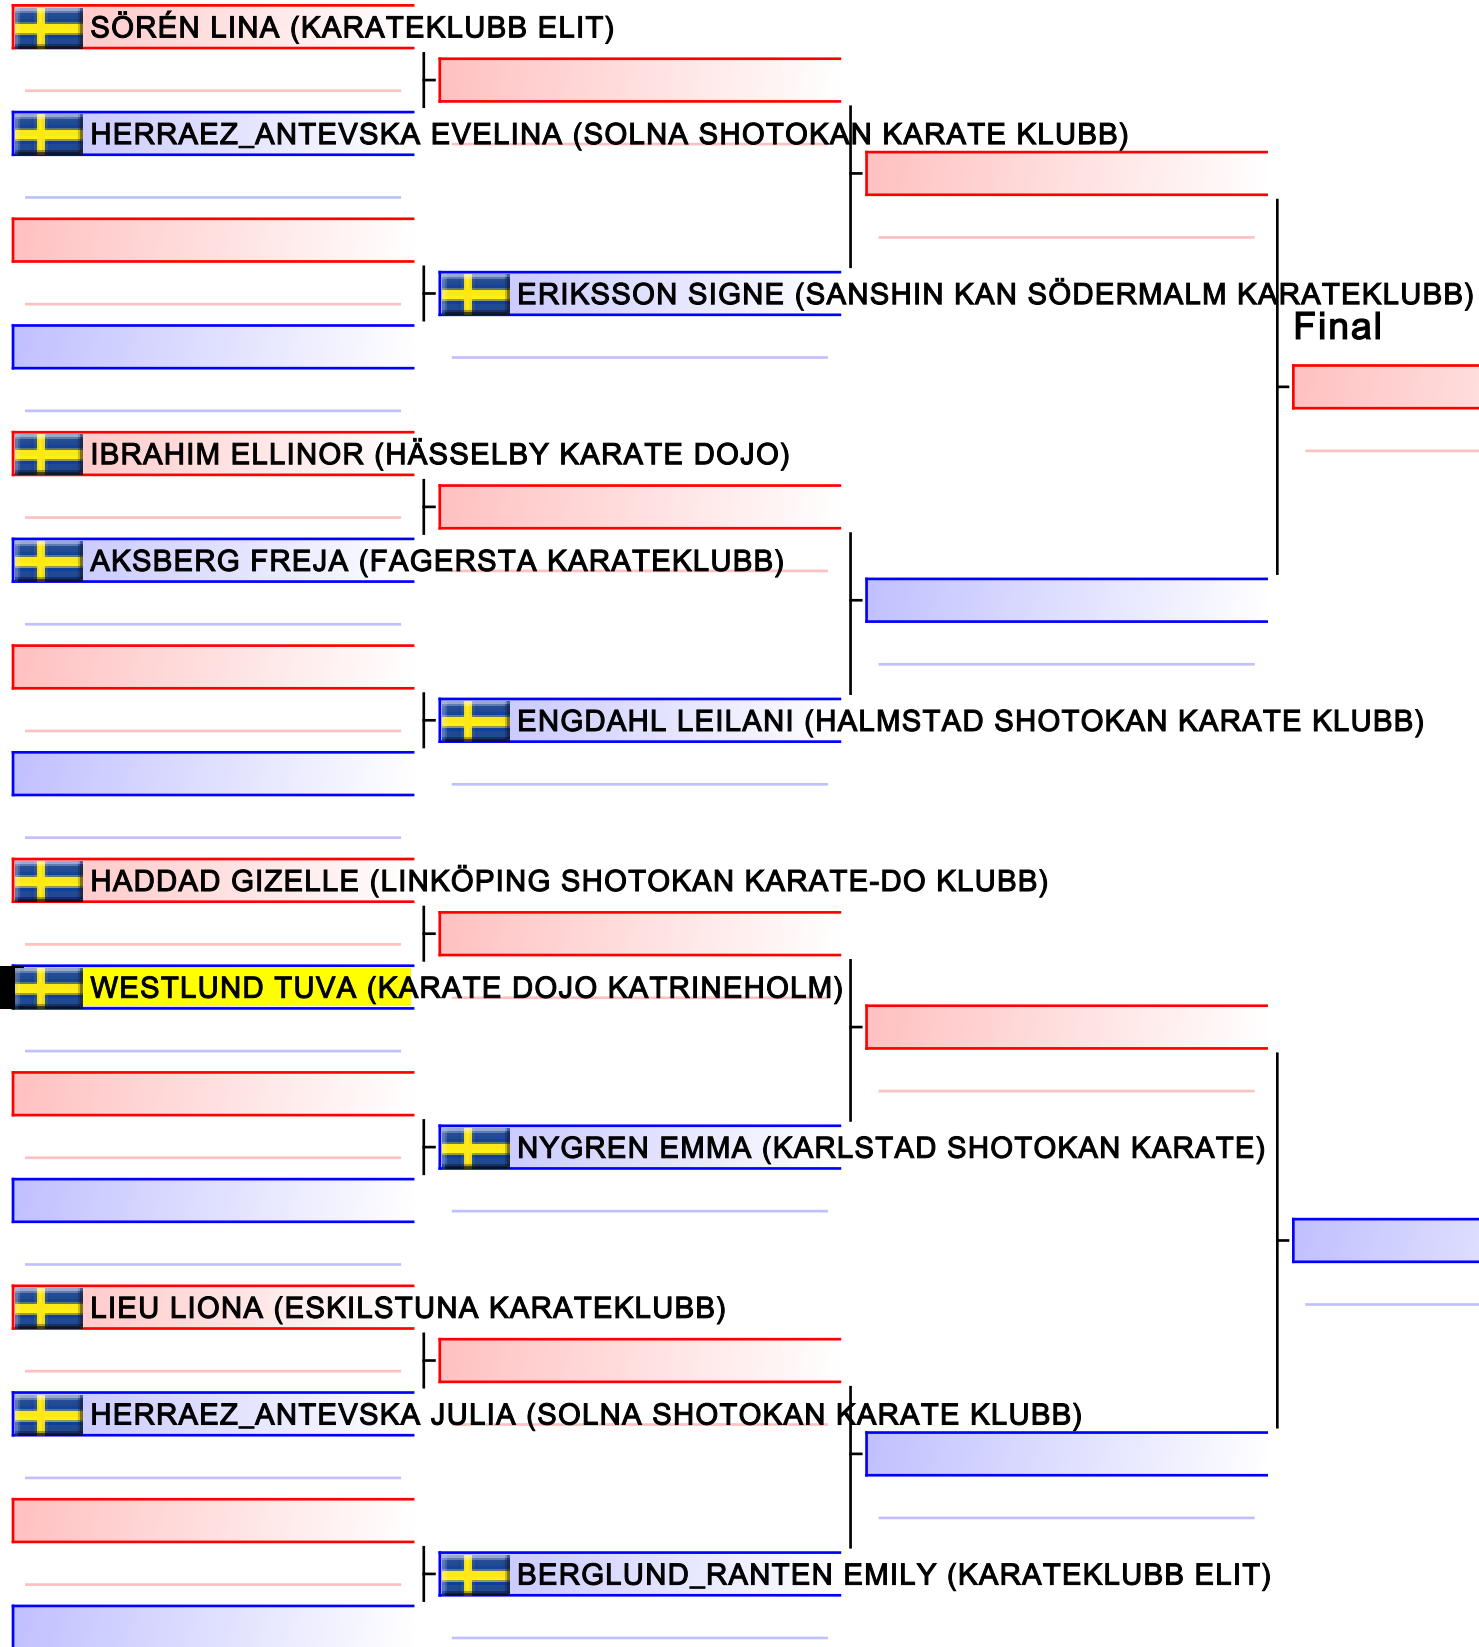 SÖRÉN LINA (KARATEKLUBB ELIT)
HERRAEZ_ANTEVSKA EVELINA (SOLNA SHOTOKAN KARATE KLUBB)
ERIKSSON SIGNE (SANSHIN KAN SÖDERMALM KARATEKLUBB)
Final
IBRAHIM ELLINOR (HÄSSELBY KARATE DOJO)
AKSBERG FREJA (FAGERSTA KARATEKLUBB)
ENGDAHL LEILANI (HALMSTAD SHOTOKAN KARATE KLUBB)
HADDAD GIZELLE (LINKÖPING SHOTOKAN KARATE-DO KLUBB)
WESTLUND TUVA (KARATE DOJO KATRINEHOLM)
NYGREN EMMA (KARLSTAD SHOTOKAN KARATE)
LIEU LIONA (ESKILSTUNA KARATEKLUBB)
HERRAEZ_ANTEVSKA JULIA (SOLNA SHOTOKAN KARATE KLUBB)
BERGLUND_RANTEN EMILY (KARATEKLUBB ELIT)